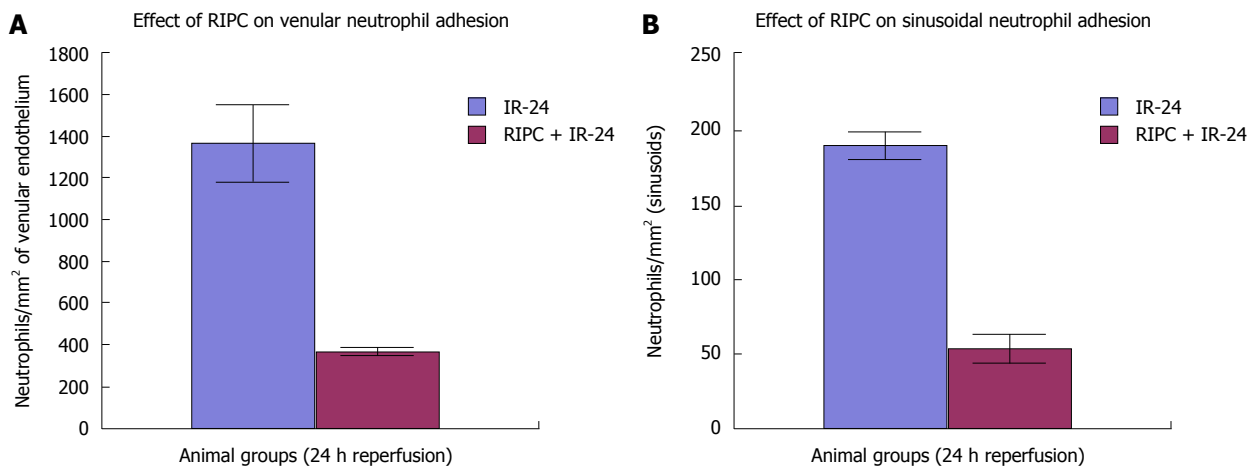 A
Effect of RIPC on venular neutrophil adhesion
Neutrophils/mm² of venular endothelium
1800
1600
1400
1200
1000
800
600
400
200
0
IR-24
RIPC + IR-24
Animal groups (24 h reperfusion)
B
Effect of RIPC on sinusoidal neutrophil adhesion
Neutrophils/mm² (sinusoids)
250
200
150
100
50
0
IR-24
RIPC + IR-24
Animal groups (24 h reperfusion)